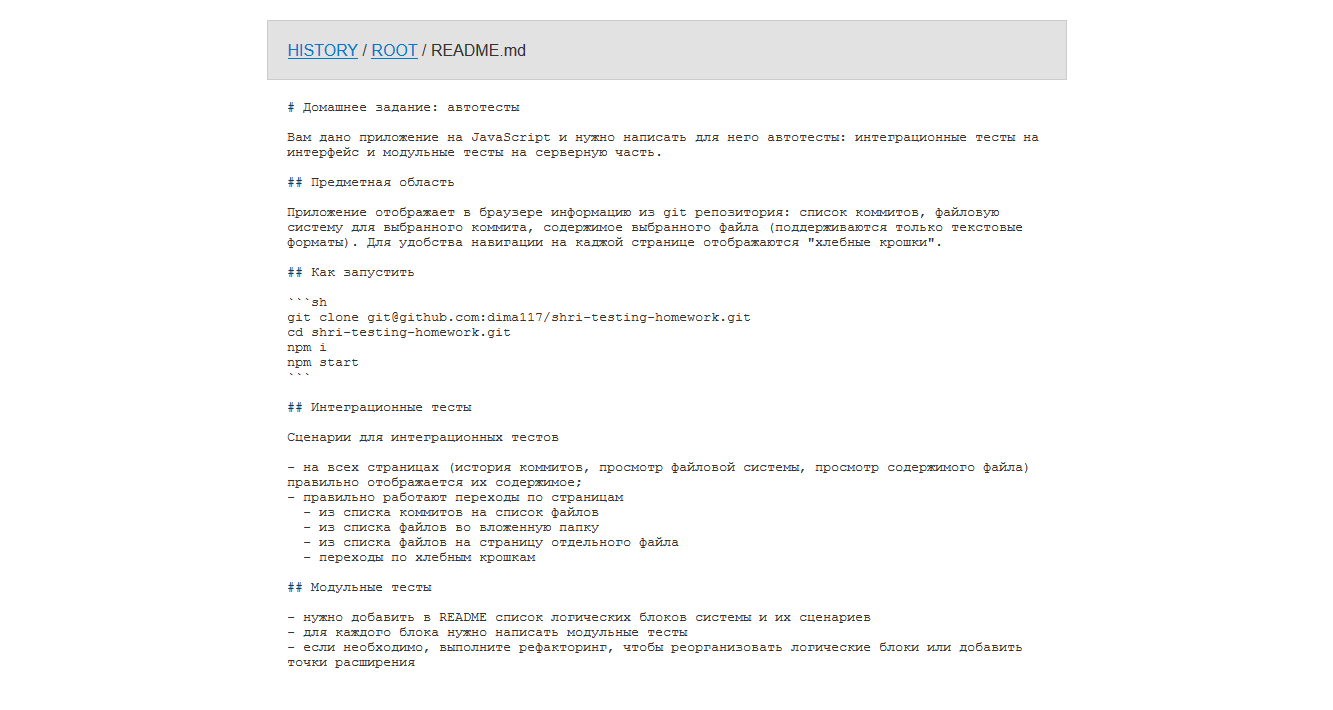 HISTORY / ROOT / README.md
# Домашнее задание: автотесты
Вам дано приложение на JavaScript и нужно написать для него автотесты: интеграционные тесты на
интерфейс и модульные тесты на серверную часть.
## Предметная область
Приложение отображает в браузере информацию из git репозитория: список коммитов, файловую
систему для выбранного коммита, содержимое выбранного файла (поддерживаются только текстовые
форматы). Для удобства навигации на каджой странице отображаются "хлебные крошки".
## Как запустить
```sh
git clone git@github.com:dima117/shri-testing-homework.git
cd shri-testing-homework.git
npm i
npm start
```
## Интеграционные тесты
Сценарии для интеграционных тестов
- на всех страницах (история коммитов, просмотр файловой системы, просмотр содержимого файла)
правильно отображается их содержимое;
- правильно работают переходы по страницам
  - из списка коммитов на список файлов
  - из списка файлов во вложенную папку
  - из списка файлов на страницу отдельного файла
  - переходы по хлебным крошкам
## Модульные тесты
- нужно добавить в README список логических блоков системы и их сценариев
- для каждого блока нужно написать модульные тесты
- если необходимо, выполните рефакторинг, чтобы реорганизовать логические блоки или добавить
точки расширения